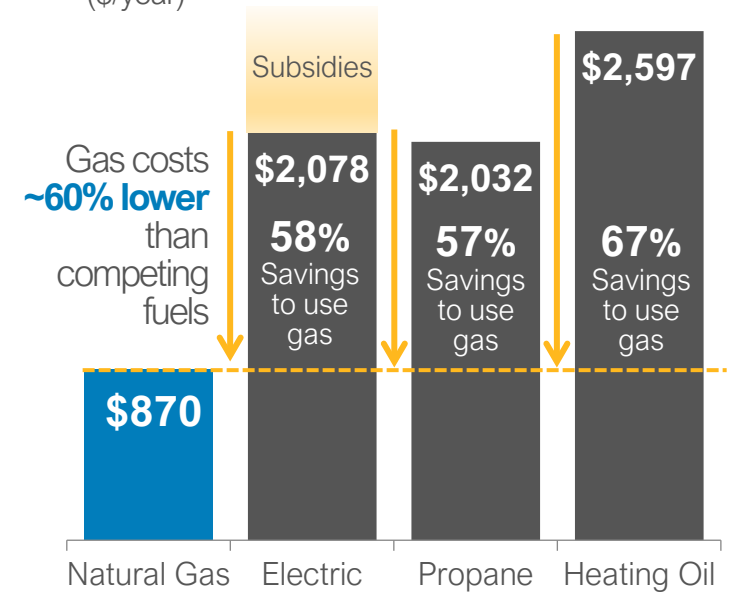 ($/year)
Subsidies
$2,597
Gas costs
~60% lower
than
competing
fuels
$2,078
58%
Savings
to use
gas
$2,032
57%
Savings
to use
gas
67%
Savings
to use
gas
$870
Natural Gas
Electric
Propane
Heating Oil